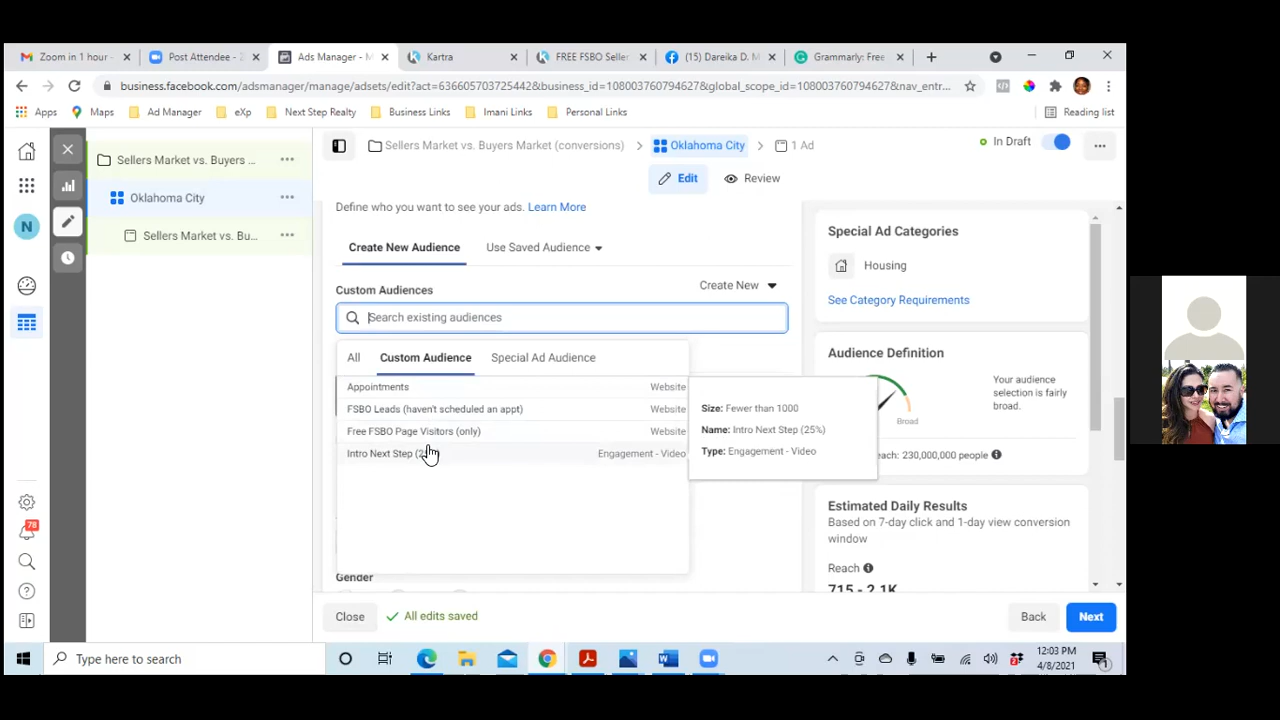 Zoom in 1 hour -
Post Attendee - Z
Ads Manager - M
Kartra
FREE FSBO Seller
(15) Dareika D. M
Grammarly: Free
business.facebook.com/adsmanager/manage/adsets/edit?act=636605703725442&business_id=10800376079462​7&global_scope_id=108003760794627&nav_entr...
Apps
Maps
Ad Manager
eXp
Next Step Realty
Business Links
Imani Links
Personal Links
Reading list
Sellers Market vs. Buyers ...
Oklahoma City
Sellers Market vs. Bu...
N
78
Sellers Market vs. Buyers Market (conversions)
Oklahoma City
1 Ad
In Draft
Edit
Review
Define who you want to see your ads. Learn More
Create New Audience
Use Saved Audience
Custom Audiences
Create New
Search existing audiences
All
Custom Audience
Special Ad Audience
Appointments
Website
FSBO Leads (haven't scheduled an appt)
Website
Free FSBO Page Visitors (only)
Website
Intro Next Step
Engagement - Video
Size: Fewer than 1000
Name: Intro Next Step (25%)
Type: Engagement - Video
Gender
Special Ad Categories
Housing
See Category Requirements
Audience Definition
Your audience
selection is fairly
broad.
Broad
Reach: 230,000,000 people
Estimated Daily Results
Based on 7-day click and 1-day view conversion
window
Reach
715 - 2.1K
Close
All edits saved
Back
Next
Type here to search
12:03 PM
4/8/2021
1